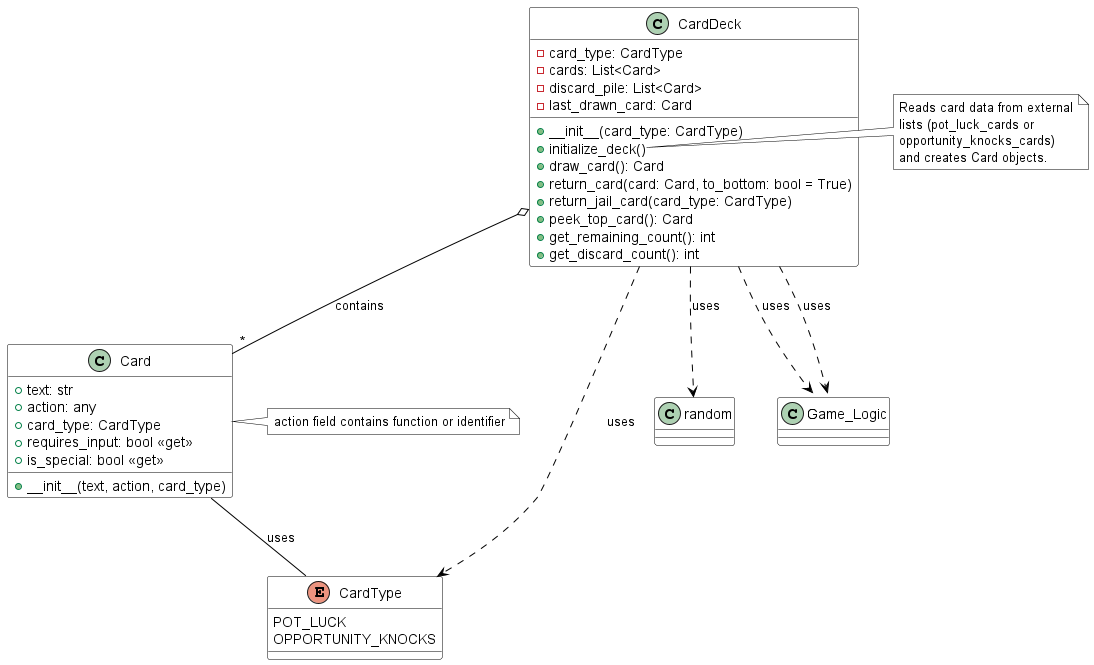 C CardDeck
card_type: CardType
cards: List<Card>
discard_pile: List<Card>
last_drawn_card: Card
__init__(card_type: CardType)
initialize_deck()
draw_card(): Card
return_card(card: Card, to_bottom: bool = True)
return_jail_card(card_type: CardType)
peek_top_card(): Card
get_remaining_count(): int
get_discard_count(): int
Reads card data from external
lists (pot_luck_cards or
opportunity_knocks_cards)
and creates Card objects.
contains
*
uses
uses
uses
C Card
text: str
action: any
card_type: CardType
requires_input: bool «get»
is_special: bool «get»
__init__(text, action, card_type)
action field contains function or identifier
uses
C random
C Game_Logic
uses
E CardType
POT_LUCK
OPPORTUNITY_KNOCKS